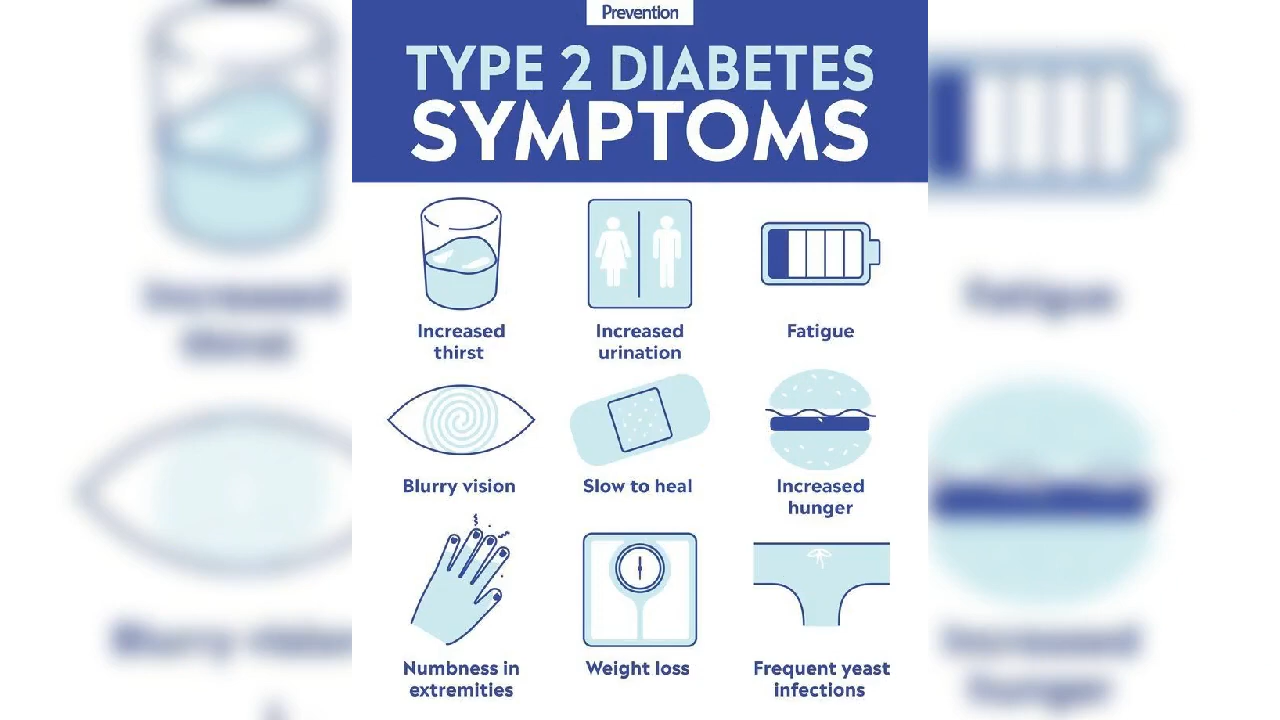 Prevention
TYPE 2 DIABETES
SYMPTOMS
Increased
thirst
Increased
urination
Fatigue
Blurry vision
Slow to heal
Increased
hunger
Numbness in
extremities
Weight loss
Frequent yeast
infections